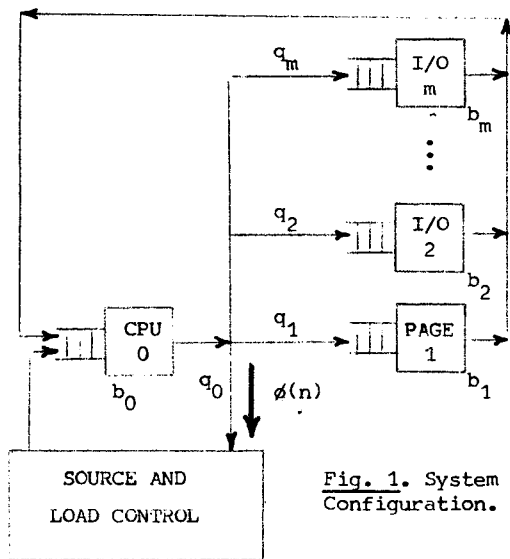 q_m
I/O
m
b_m
q_2
I/O
2
b_2
CPU
0
b_0
q_1
PAGE
1
b_1
q_0
ø(n)
SOURCE AND
LOAD CONTROL
Fig. 1. System
Configuration.